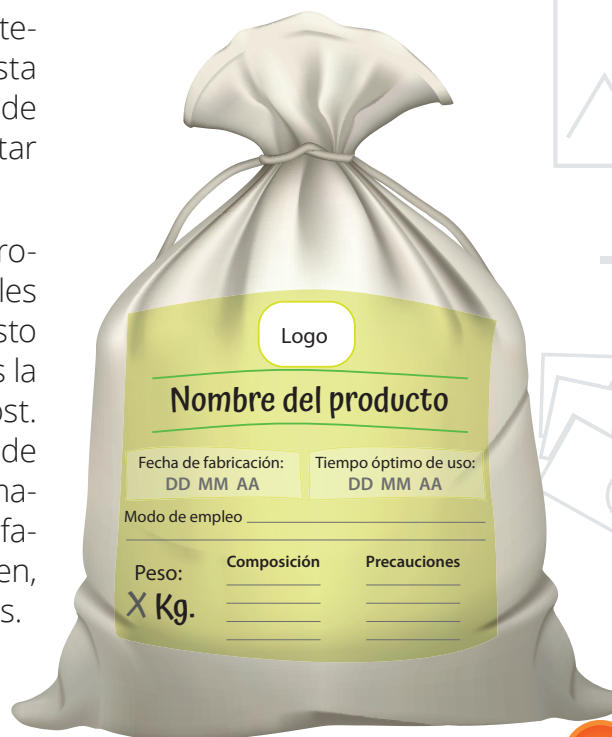 te-
sta
de
tar
ro-
les
sto
s la
ost.
de
na-
fa-
en,
s.
Logo
Nombre del producto
Fecha de fabricación:
DD MM AA
Tiempo óptimo de uso:
DD MM AA
Modo de empleo
Peso:
X Kg.
Composición
Precauciones